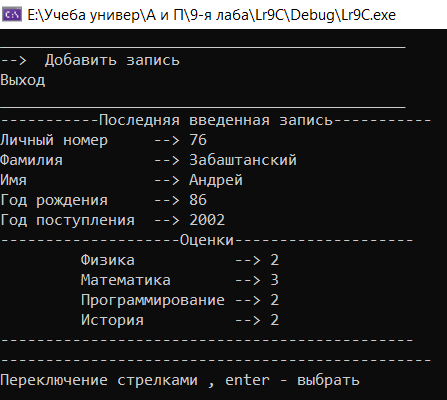 E:\Учеба универ\А и П\9-я лаба\Lr9C\Debug\Lr9C.exe
_____________________________________________
-->  Добавить запись
Выход
_____________________________________________
-----------Последняя введенная запись-----------
Личный номер     --> 76
Фамилия          --> Забаштанский
Имя              --> Андрей
Год рождения     --> 86
Год поступления  --> 2002
--------------------Оценки--------------------
Физика           --> 2
Математика       --> 3
Программирование --> 2
История          --> 2
----------------------------------------------
------------------------------------------------
Переключение стрелками , enter - выбрать